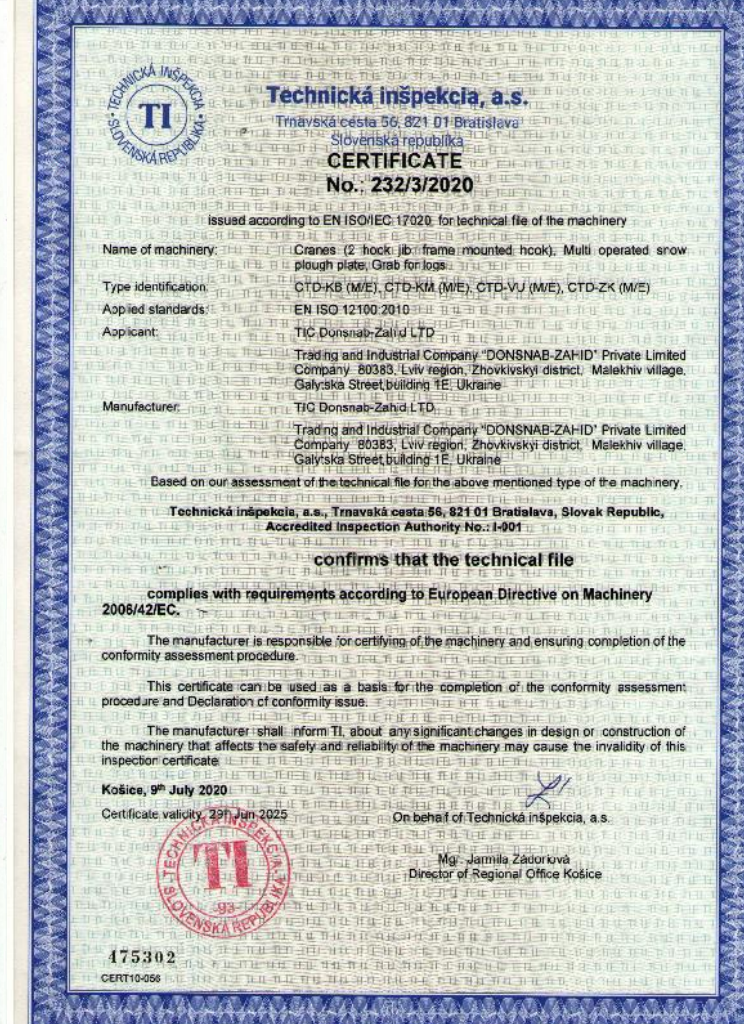 TECHNICKÁ INŠPEKCIA
SLOVENSKÁ REPUBLIKA
TI
Technická inšpekcia, a.s.
Trnavská cesta 56, 821 01 Bratislava
Slovenská republika
CERTIFICATE
No.: 232/3/2020
issued according to EN ISO/IEC 17020 for technical file of the machinery
Name of machinery: Cranes (2 hock jib frame mounted hook), Multi operated snow
plough plate, Grab for logs
Type identification: CTD-KB (M/E), CTD-KM (M/E), CTD-VU (M/E), CTD-ZK (M/E)
Applied standards: EN ISO 12100:2010
Applicant: TIC Donsnab-Zahid LTD
Trading and Industrial Company "DONSNAB-ZAHID" Private Limited
Company 80383, Lviv region, Zhovkivskyi district, Malekhiv village,
Galytska Street,building 1E, Ukraine
Manufacturer: TIC Donsnab-Zahid LTD
Trading and Industrial Company "DONSNAB-ZAHID" Private Limited
Company 80383, Lviv region, Zhovkivskyi district, Malekhiv village,
Galytska Street,building 1E, Ukraine
Based on our assessment of the technical file for the above mentioned type of the machinery,
Technická inšpekcia, a.s., Trnavská cesta 56, 821 01 Bratislava, Slovak Republic,
Accredited Inspection Authority No.: I-001
confirms that the technical file
complies with requirements according to European Directive on Machinery
2006/42/EC.
The manufacturer is responsible for certifying of the machinery and ensuring completion of the
conformity assessment procedure.
This certificate can be used as a basis for the completion of the conformity assessment
procedure and Declaration of conformity issue.
The manufacturer shall inform TI, about any significant changes in design or construction of
the machinery that affects the safety and reliability of the machinery may cause the invalidity of this
inspection certificate
Košice, 9th July 2020
Certificate validity, 29th Jun 2025
On behalf of Technická inšpekcia, a.s.
Mgr. Jarmila Zádoriová
Director of Regional Office Košice
TECHNICKÁ INŠPEKCIA
TI
-93-
SLOVENSKÁ REPUBLIKA
475302
CERT10-056